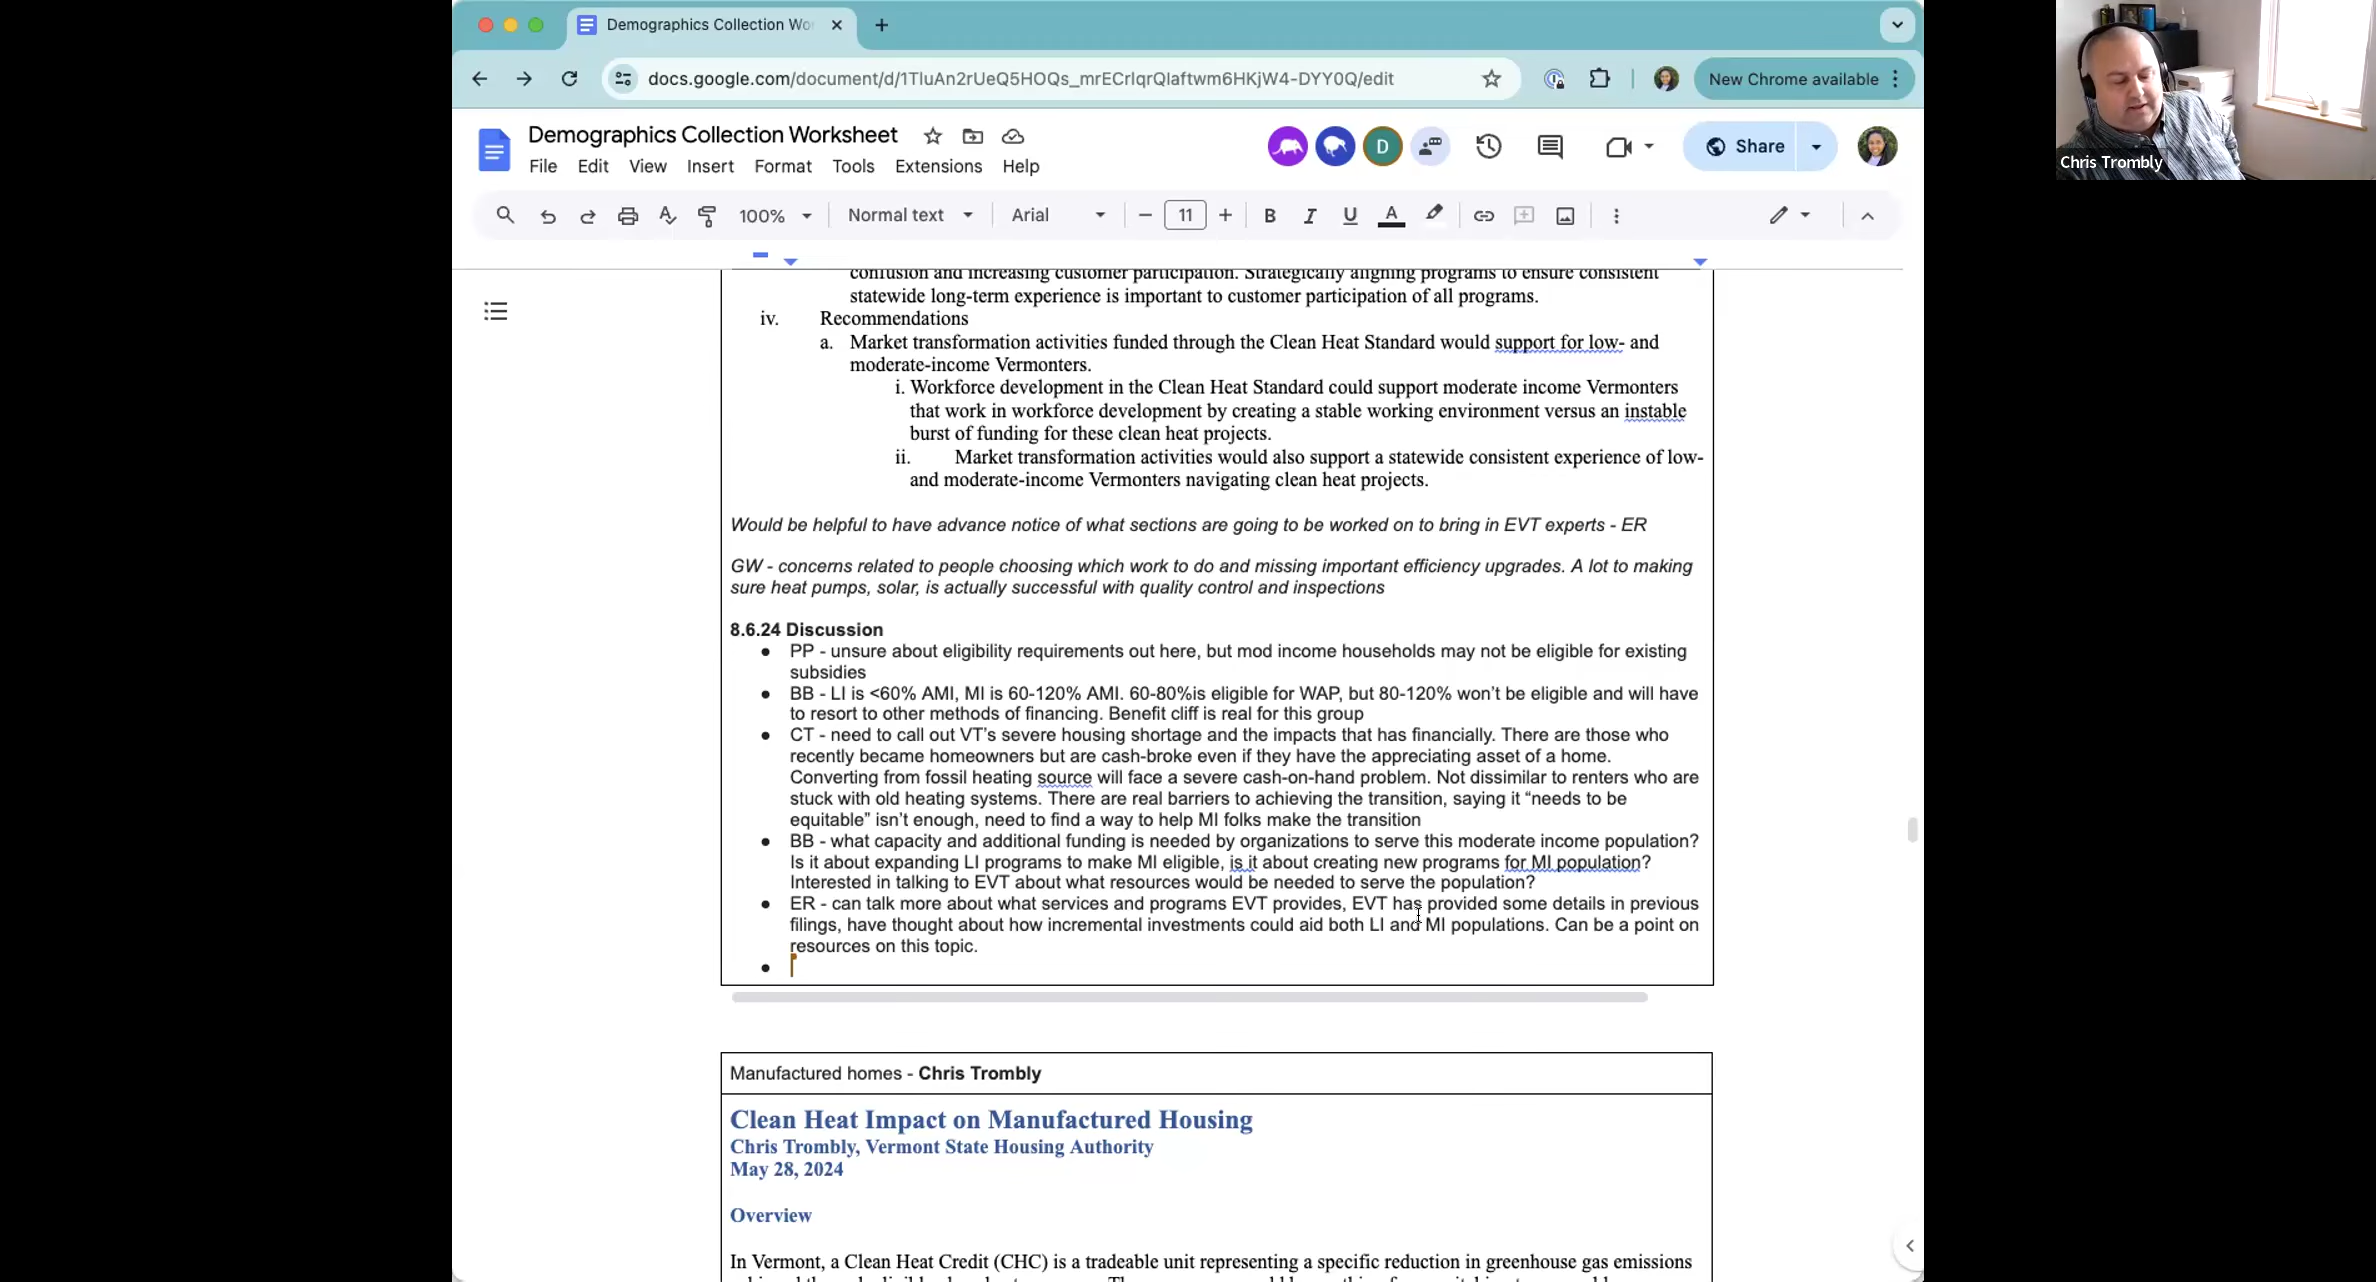 Demographics Collection Wo
docs.google.com/document/d/1TluAn2rUeQ5HOQs_mrECrlqrQlaftwm6HKjW4-DYY0Q/edit
New Chrome available
Chris Trombly
Demographics Collection Worksheet
D
Share
File Edit View Insert Format Tools Extensions Help
100% Normal text Arial 11 B I U A
confusion and increasing customer participation. Strategically aligning programs to ensure consistent
statewide long-term experience is important to customer participation of all programs.
iv. Recommendations
a. Market transformation activities funded through the Clean Heat Standard would support for low- and
moderate-income Vermonters.
i. Workforce development in the Clean Heat Standard could support moderate income Vermonters
that work in workforce development by creating a stable working environment versus an instable
burst of funding for these clean heat projects.
ii. Market transformation activities would also support a statewide consistent experience of low-
and moderate-income Vermonters navigating clean heat projects.
Would be helpful to have advance notice of what sections are going to be worked on to bring in EVT experts - ER
GW - concerns related to people choosing which work to do and missing important efficiency upgrades. A lot to making
sure heat pumps, solar, is actually successful with quality control and inspections
8.6.24 Discussion
● PP - unsure about eligibility requirements out here, but mod income households may not be eligible for existing
subsidies
● BB - LI is <60% AMI, MI is 60-120% AMI. 60-80%is eligible for WAP, but 80-120% won't be eligible and will have
to resort to other methods of financing. Benefit cliff is real for this group
● CT - need to call out VT's severe housing shortage and the impacts that has financially. There are those who
recently became homeowners but are cash-broke even if they have the appreciating asset of a home.
Converting from fossil heating source will face a severe cash-on-hand problem. Not dissimilar to renters who are
stuck with old heating systems. There are real barriers to achieving the transition, saying it “needs to be
equitable” isn't enough, need to find a way to help MI folks make the transition
● BB - what capacity and additional funding is needed by organizations to serve this moderate income population?
Is it about expanding LI programs to make MI eligible, is it about creating new programs for MI population?
Interested in talking to EVT about what resources would be needed to serve the population?
● ER - can talk more about what services and programs EVT provides, EVT has provided some details in previous
filings, have thought about how incremental investments could aid both LI and MI populations. Can be a point on
resources on this topic.
●
Manufactured homes - Chris Trombly
Clean Heat Impact on Manufactured Housing
Chris Trombly, Vermont State Housing Authority
May 28, 2024
Overview
In Vermont, a Clean Heat Credit (CHC) is a tradeable unit representing a specific reduction in greenhouse gas emissions